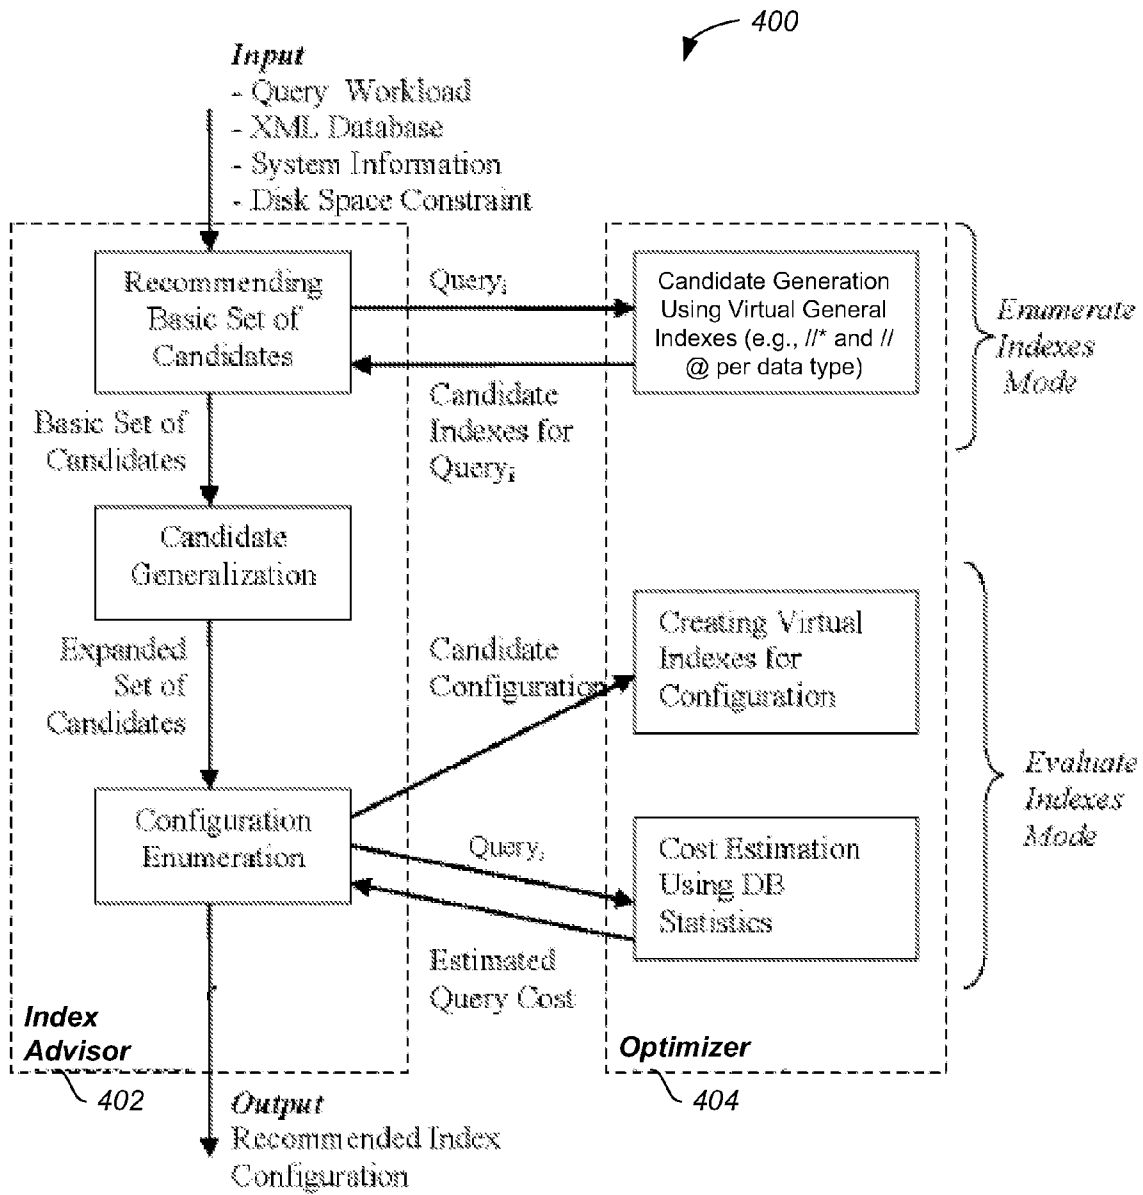 400
Input
- Query Workload
- XML Database
- System Information
- Disk Space Constraint
Recommending
Basic Set of
Candidates
Query i
Candidate Generation
Using Virtual General
Indexes (e.g., //* and //
@ per data type)
Enumerate
Indexes
Mode
Candidate
Indexes for
Query i
Basic Set of
Candidates
Candidate
Generalization
Expanded
Set of
Candidates
Candidate
Configuration
Creating Virtual
Indexes for
Configuration
Evaluate
Indexes
Mode
Configuration
Enumeration
Query i
Cost Estimation
Using DB
Statistics
Estimated
Query Cost
Index
Advisor
Optimizer
402
404
Output
Recommended Index
Configuration